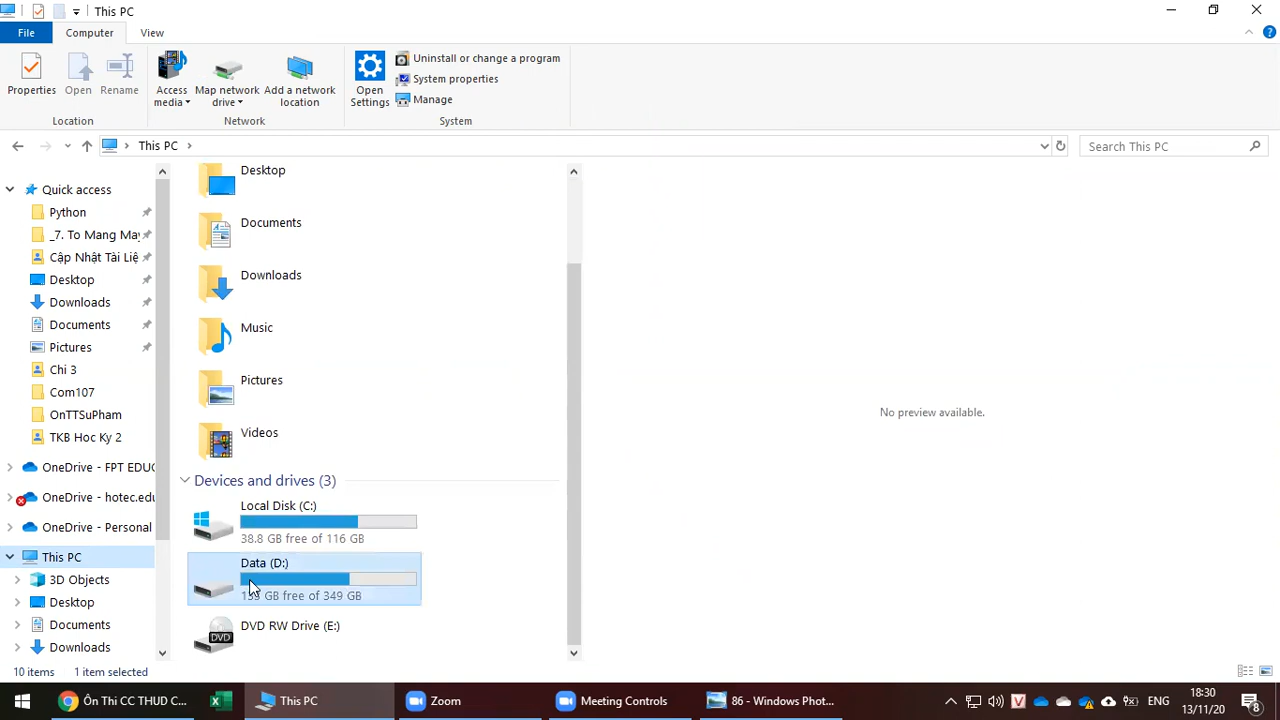 This PC
File
Computer
View
Properties
Open
Rename
Access media
Map network drive
Add a network location
Open Settings
Uninstall or change a program
System properties
Manage
Location
Network
System
This PC
Search This PC
Quick access
Python
_7. To Mang Ma
Cập Nhật Tài Liệ
Desktop
Downloads
Documents
Pictures
Chi 3
Com107
OnTTSuPham
TKB Hoc Ky 2
OneDrive - FPT EDUC
OneDrive - hotec.edu
OneDrive - Personal
This PC
3D Objects
Desktop
Documents
Downloads
Desktop
Documents
Downloads
Music
Pictures
Videos
Devices and drives (3)
Local Disk (C:)
38.8 GB free of 116 GB
Data (D:)
GB free of 349 GB
DVD
DVD RW Drive (E:)
No preview available.
10 items
1 item selected
Ôn Thi CC THUD C...
This PC
Zoom
Meeting Controls
86 - Windows Phot...
V
ENG
18:30
13/11/20
8